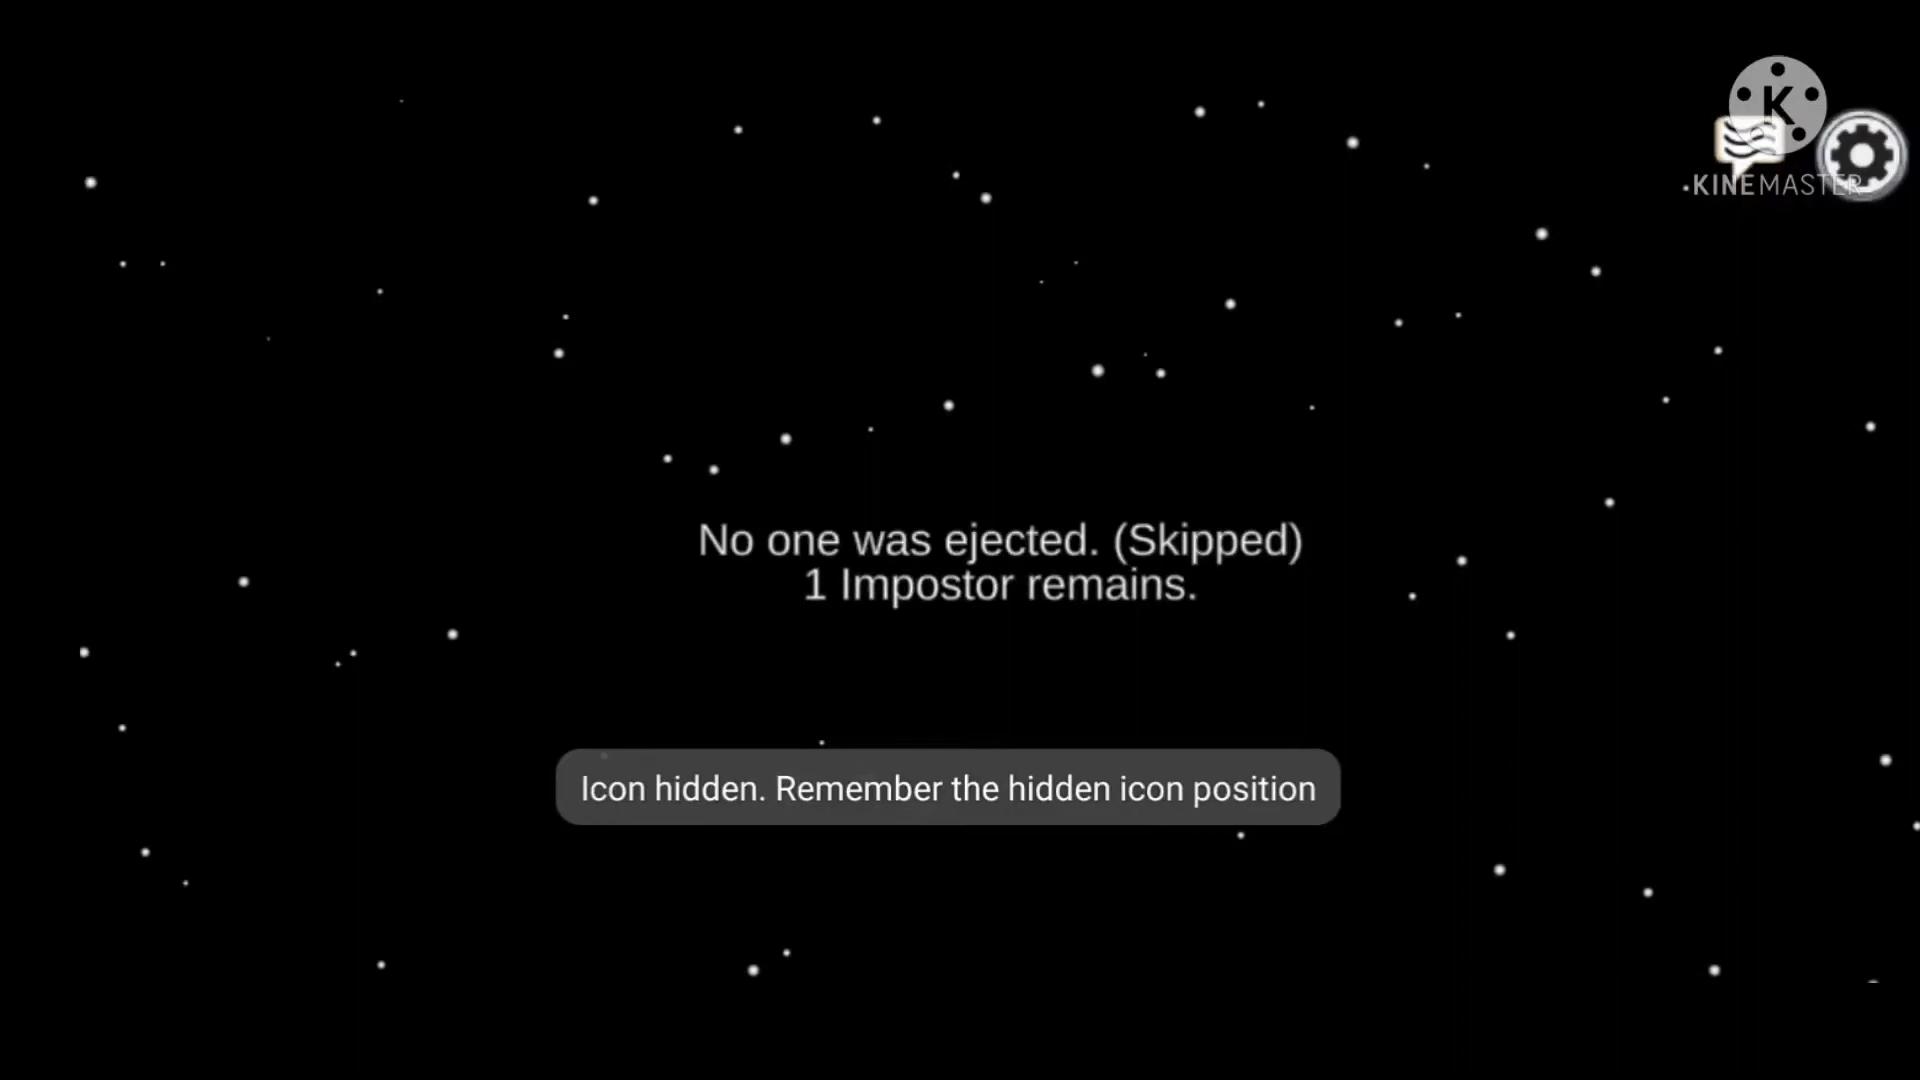 K
KINEMASTER
No one was ejected. (Skipped)
1 Impostor remains.
Icon hidden. Remember the hidden icon position